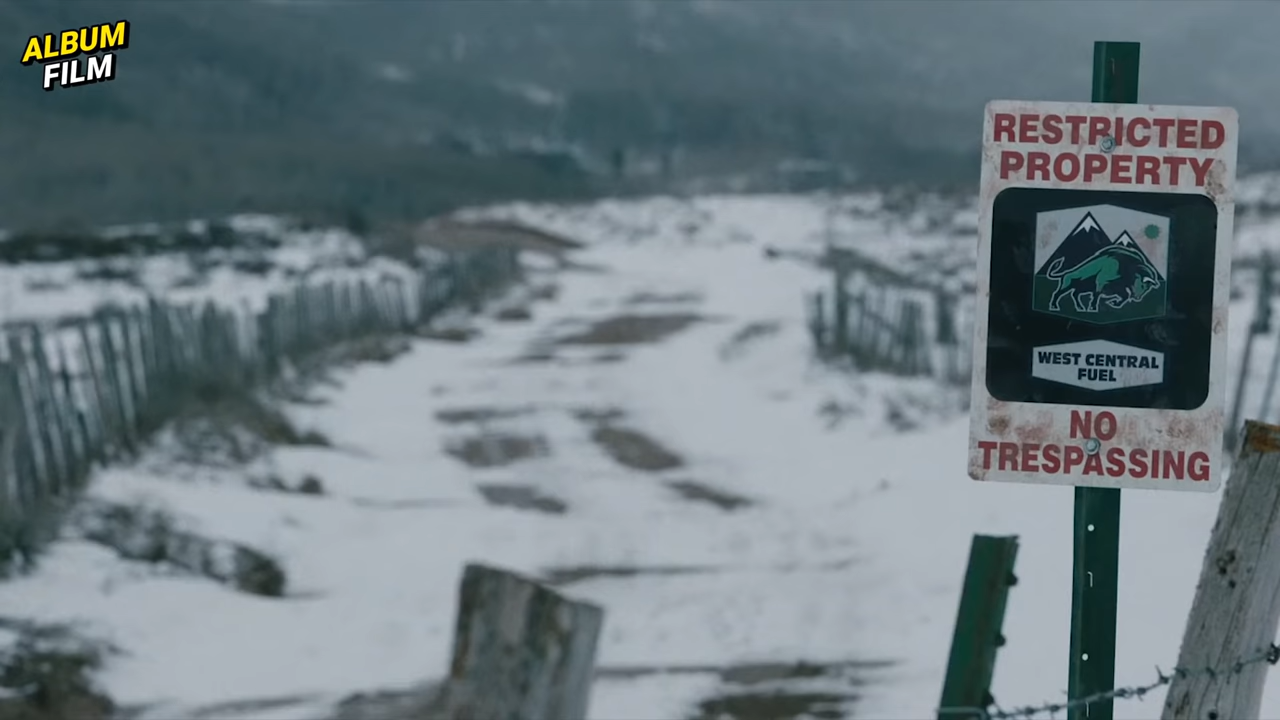 ALBUM
FILM
RESTRICTED
PROPERTY
WEST CENTRAL
FUEL
NO
TRESPASSING